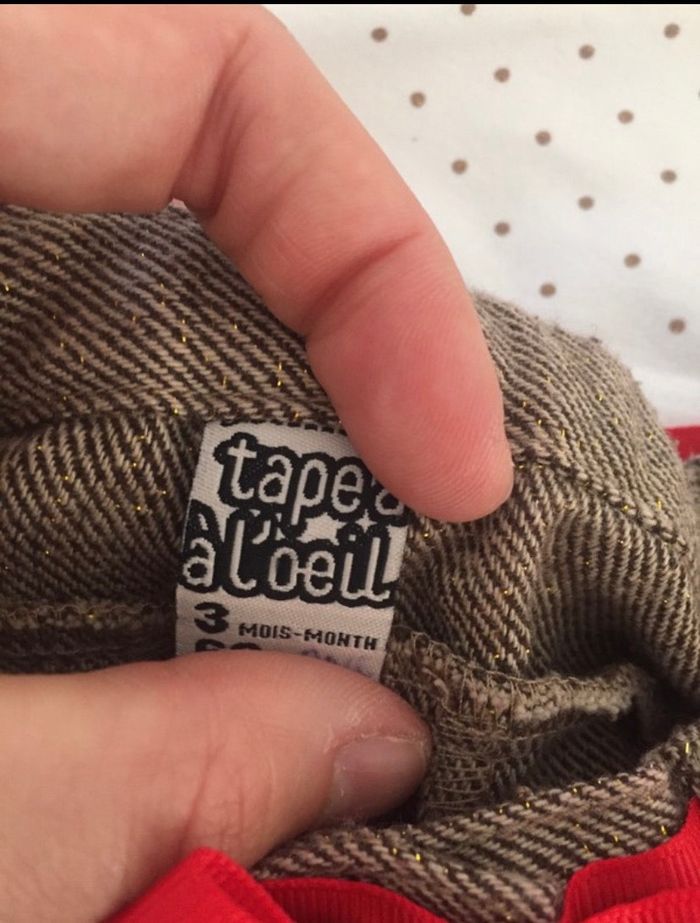 tape à
à l'oeil
3 MOIS-MONTH